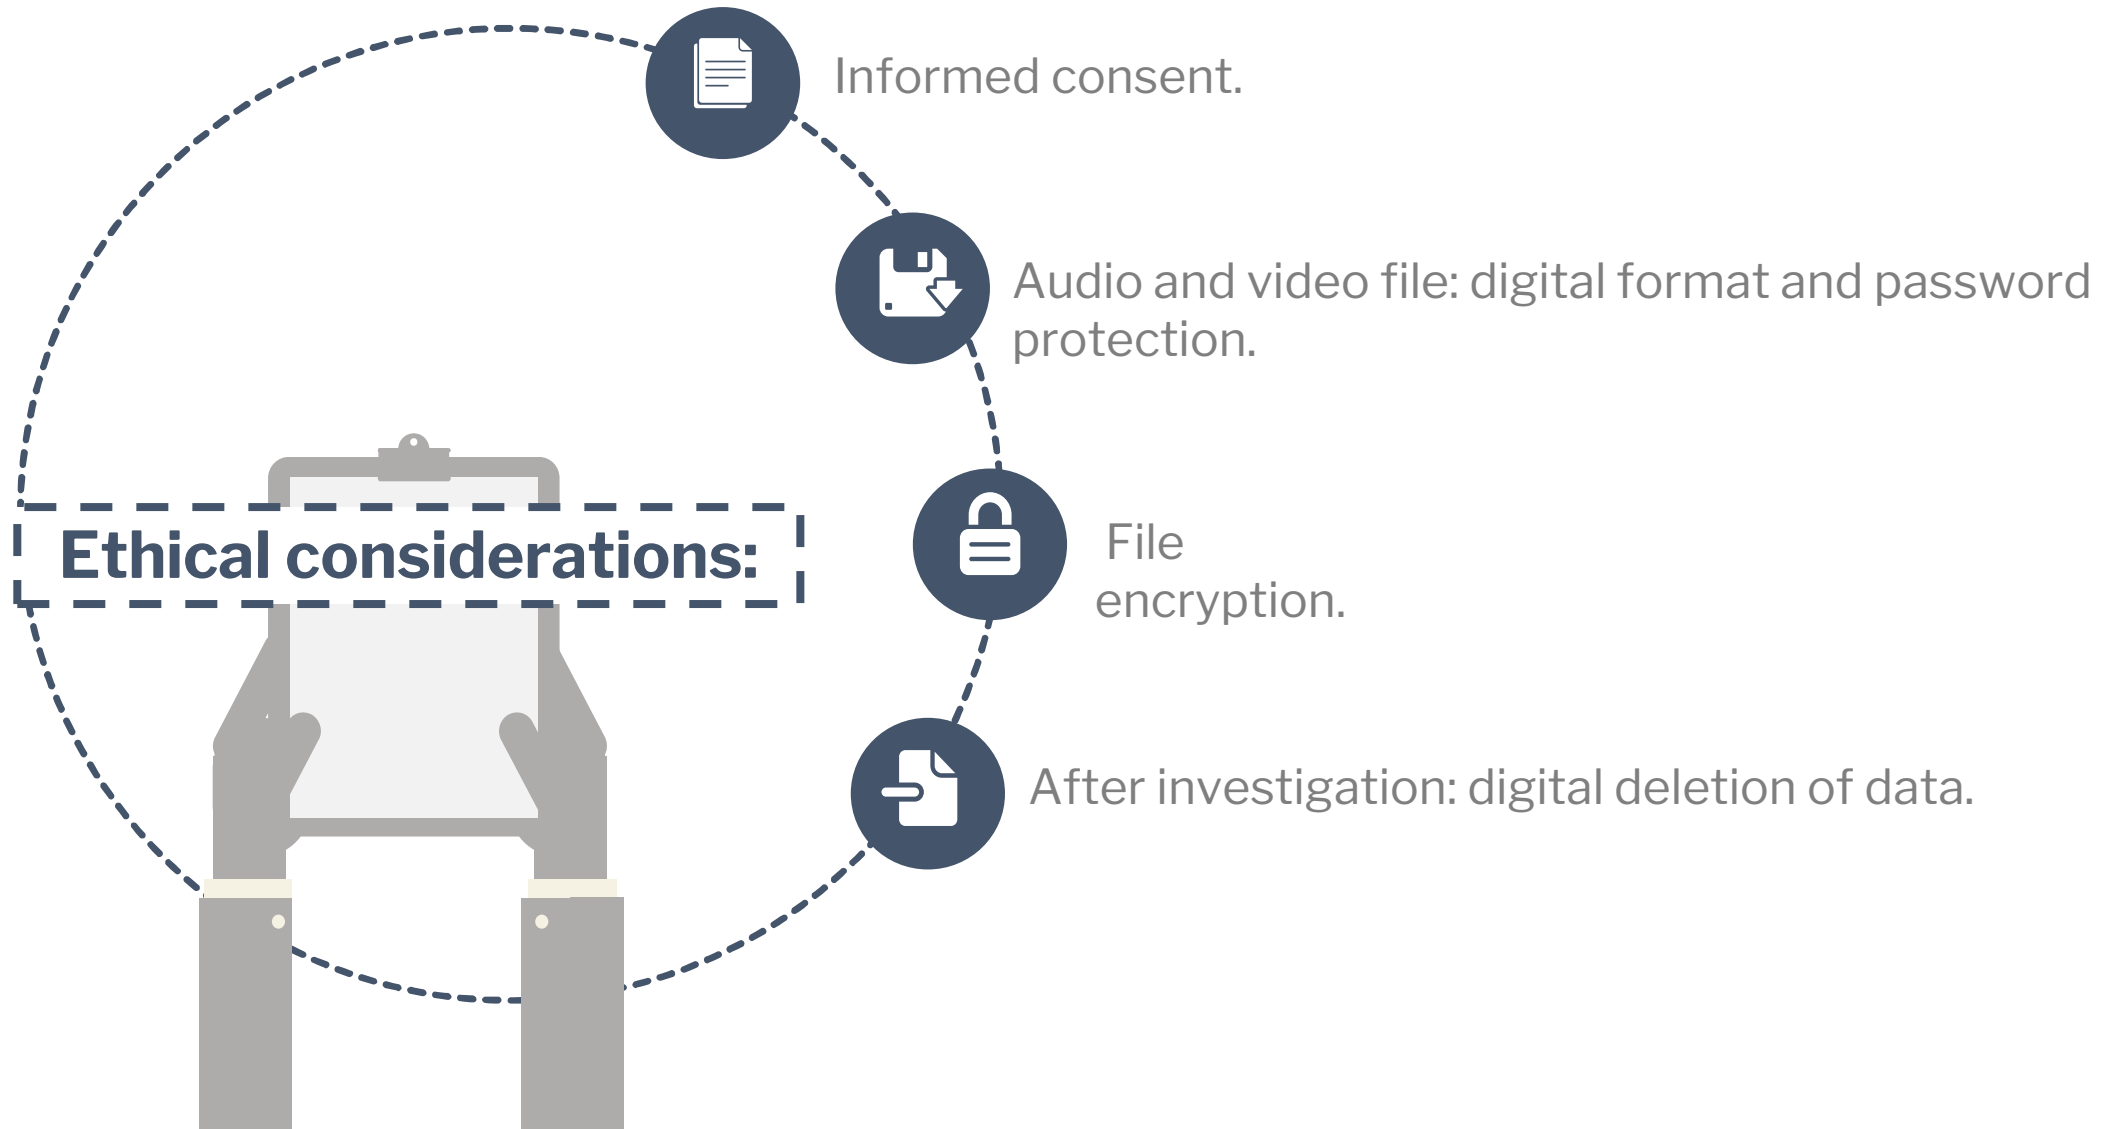 Informed consent.
Audio and video file: digital format and password
protection.
Ethical considerations:
File
encryption.
After investigation: digital deletion of data.